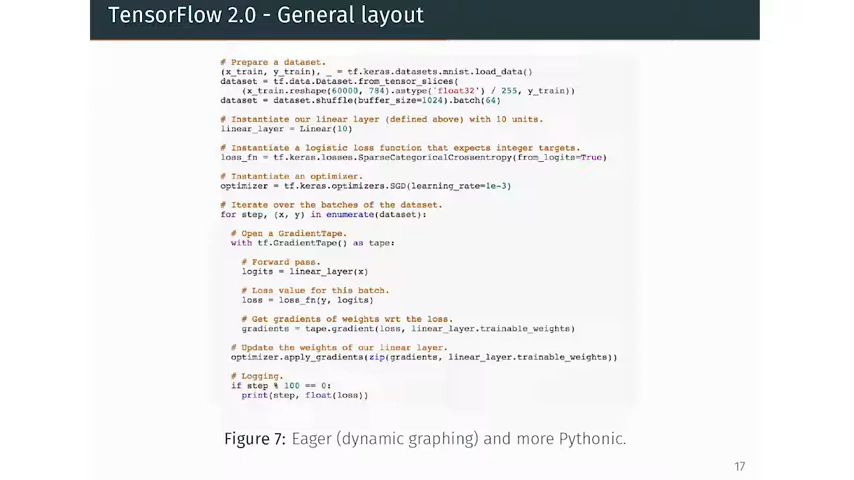 TensorFlow 2.0 - General layout
# Prepare a dataset.
(x_train, y_train), _ = tf.keras.datasets.mnist.load_data()
dataset = tf.data.Dataset.from_tensor_slices(
(x_train.reshape(60000, 784).astype('float32') / 255, y_train))
dataset = dataset.shuffle(buffer_size=1024).batch(64)
# Instantiate our linear layer (defined above) with 10 units.
linear_layer = Linear(10)
# Instantiate a logistic loss function that expects integer targets.
loss_fn = tf.keras.losses.SparseCategoricalCrossentropy(from_logits=True)
# Instantiate an optimizer.
optimizer = tf.keras.optimizers.SGD(learning_rate=1e-3)
# Iterate over the batches of the dataset.
for step, (x, y) in enumerate(dataset):
# Open a GradientTape.
with tf.GradientTape() as tape:
# Forward pass.
logits = linear_layer(x)
# Loss value for this batch.
loss = loss_fn(y, logits)
# Get gradients of weights wrt the loss.
gradients = tape.gradient(loss, linear_layer.trainable_weights)
# Update the weights of our linear layer.
optimizer.apply_gradients(zip(gradients, linear_layer.trainable_weights))
# Logging.
if step % 100 == 0:
print(step, float(loss))
Figure 7: Eager (dynamic graphing) and more Pythonic.
17